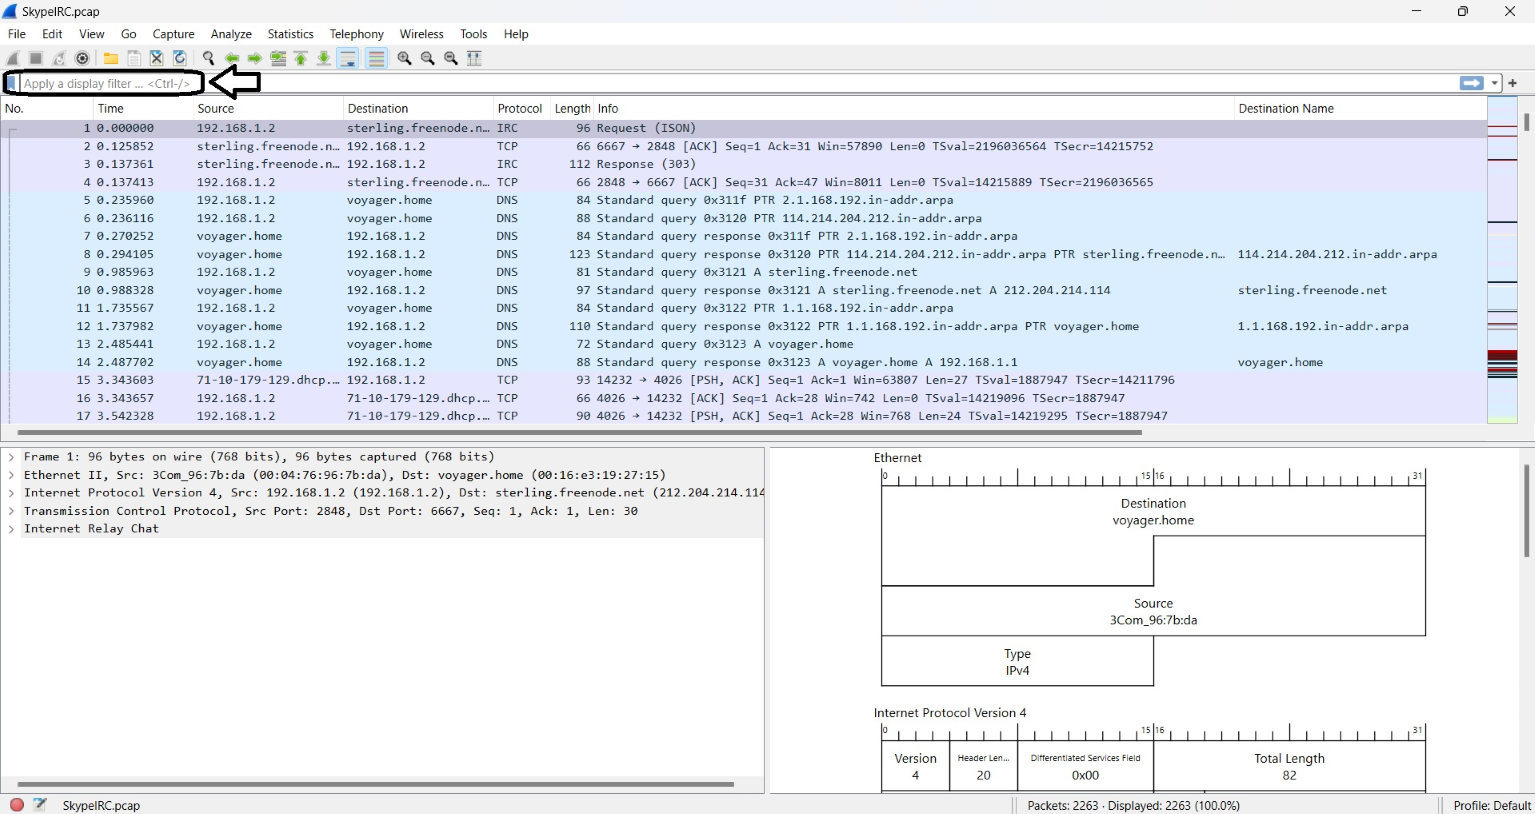 SkypeIRC.pcap
File Edit View Go Capture Analyze Statistics Telephony Wireless Tools Help
Apply a display filter ... <Ctrl-/>
No. Time Source Destination Protocol Length Info Destination Name
1 0.000000 192.168.1.2 sterling.freenode.n... IRC 96 Request (ISON)
2 0.125852 sterling.freenode.n... 192.168.1.2 TCP 66 6667 → 2848 [ACK] Seq=1 Ack=31 Win=57890 Len=0 TSval=2196036564 TSecr=14215752
3 0.137361 sterling.freenode.n... 192.168.1.2 IRC 112 Response (303)
4 0.137413 192.168.1.2 sterling.freenode.n... TCP 66 2848 → 6667 [ACK] Seq=31 Ack=47 Win=8011 Len=0 TSval=14215889 TSecr=2196036565
5 0.235960 192.168.1.2 voyager.home DNS 84 Standard query 0x311f PTR 2.1.168.192.in-addr.arpa
6 0.236116 192.168.1.2 voyager.home DNS 88 Standard query 0x3120 PTR 114.214.204.212.in-addr.arpa
7 0.270252 voyager.home 192.168.1.2 DNS 84 Standard query response 0x311f PTR 2.1.168.192.in-addr.arpa
8 0.294105 voyager.home 192.168.1.2 DNS 123 Standard query response 0x3120 PTR 114.214.204.212.in-addr.arpa PTR sterling.freenode.n... 114.214.204.212.in-addr.arpa
9 0.985963 192.168.1.2 voyager.home DNS 81 Standard query 0x3121 A sterling.freenode.net
10 0.988328 voyager.home 192.168.1.2 DNS 97 Standard query response 0x3121 A sterling.freenode.net A 212.204.214.114 sterling.freenode.net
11 1.735567 192.168.1.2 voyager.home DNS 84 Standard query 0x3122 PTR 1.1.168.192.in-addr.arpa
12 1.737982 voyager.home 192.168.1.2 DNS 110 Standard query response 0x3122 PTR 1.1.168.192.in-addr.arpa PTR voyager.home 1.1.168.192.in-addr.arpa
13 2.485441 192.168.1.2 voyager.home DNS 72 Standard query 0x3123 A voyager.home
14 2.487702 voyager.home 192.168.1.2 DNS 88 Standard query response 0x3123 A voyager.home A 192.168.1.1 voyager.home
15 3.343603 71-10-179-129.dhcp.... 192.168.1.2 TCP 93 14232 → 4026 [PSH, ACK] Seq=1 Ack=1 Win=63807 Len=27 TSval=1887947 TSecr=14211796
16 3.343657 192.168.1.2 71-10-179-129.dhcp.... TCP 66 4026 → 14232 [ACK] Seq=1 Ack=28 Win=742 Len=0 TSval=14219096 TSecr=1887947
17 3.542328 192.168.1.2 71-10-179-129.dhcp.... TCP 90 4026 → 14232 [PSH, ACK] Seq=1 Ack=28 Win=768 Len=24 TSval=14219295 TSecr=1887947
Frame 1: 96 bytes on wire (768 bits), 96 bytes captured (768 bits)
Ethernet II, Src: 3Com_96:7b:da (00:04:76:96:7b:da), Dst: voyager.home (00:16:e3:19:27:15)
Internet Protocol Version 4, Src: 192.168.1.2 (192.168.1.2), Dst: sterling.freenode.net (212.204.214.114
Transmission Control Protocol, Src Port: 2848, Dst Port: 6667, Seq: 1, Ack: 1, Len: 30
Internet Relay Chat
Ethernet
0 15 16 31
Destination
voyager.home
Source
3Com_96:7b:da
Type
IPv4
Internet Protocol Version 4
0 15 16 31
Version Header Len... Differentiated Services Field Total Length
4 20 0x00 82
SkypeIRC.pcap Packets: 2263 · Displayed: 2263 (100.0%) Profile: Default